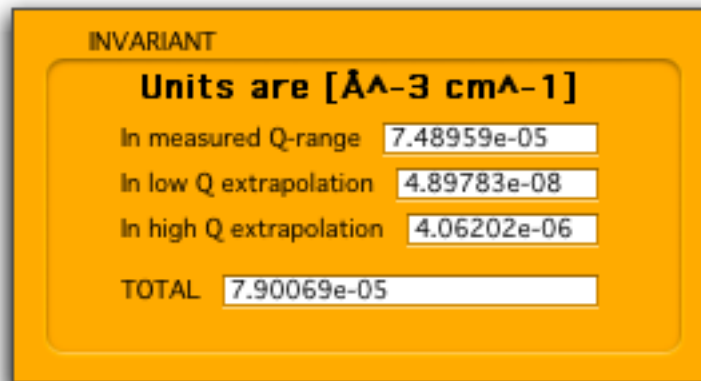 INVARIANT
Units are [Å^-3 cm^-1]
In measured Q-range 7.48959e-05
In low Q extrapolation 4.89783e-08
In high Q extrapolation 4.06202e-06
TOTAL 7.90069e-05